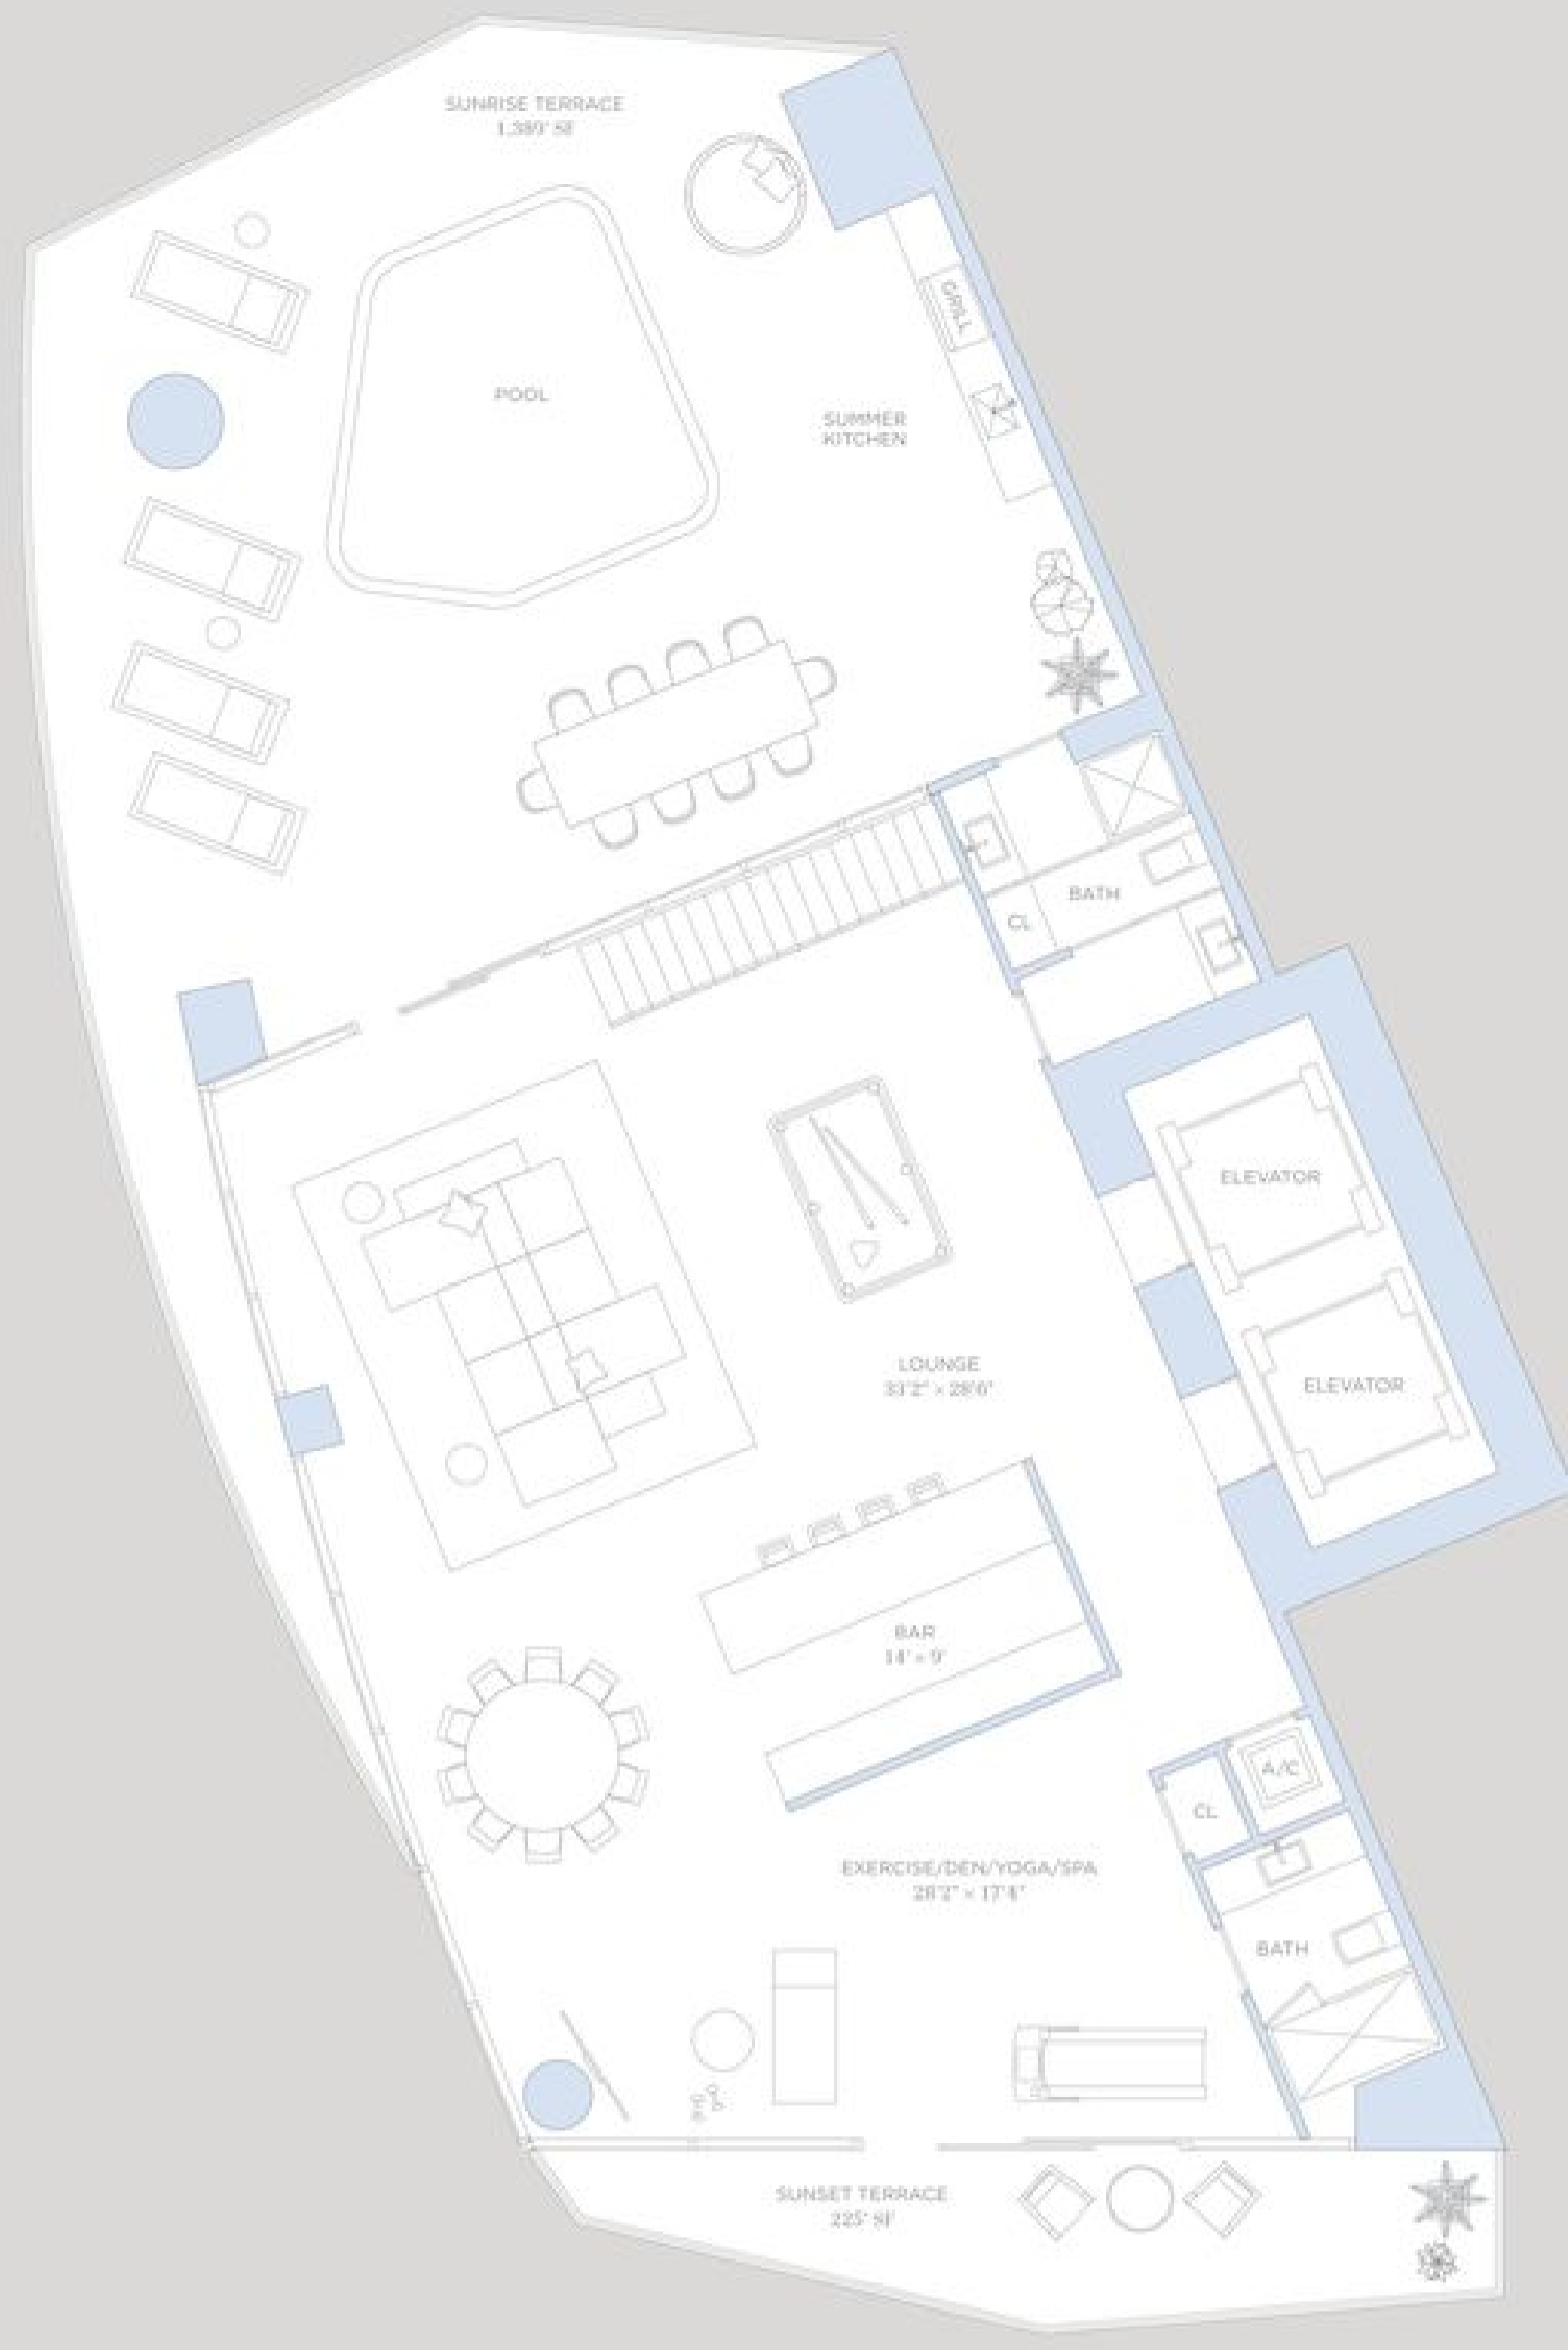 SUNRISE TERRACE
1,389' SF
GRILL
POOL
SUMMER
KITCHEN
BATH
CL
ELEVATOR
ELEVATOR
LOUNGE
33'2" × 28'6"
BAR
14' × 9'
A/C
CL
EXERCISE/DEN/YOGA/SPA
28'2" × 17'4"
BATH
SUNSET TERRACE
225' SF